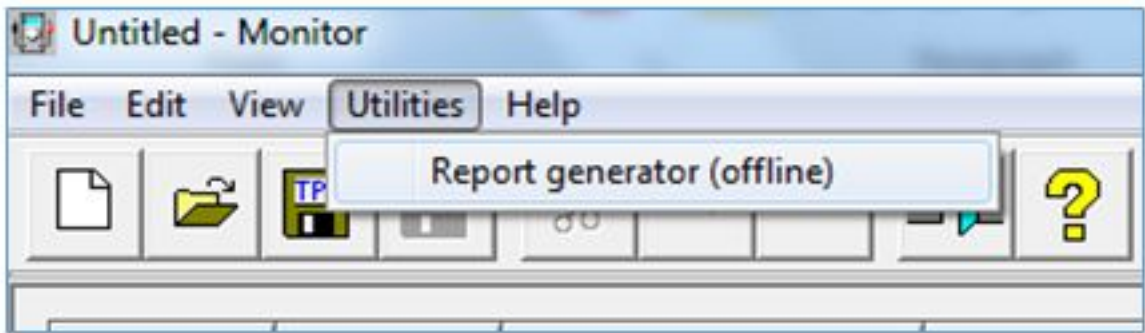 Untitled - Monitor
File Edit View Utilities Help
Report generator (offline)
TP
?